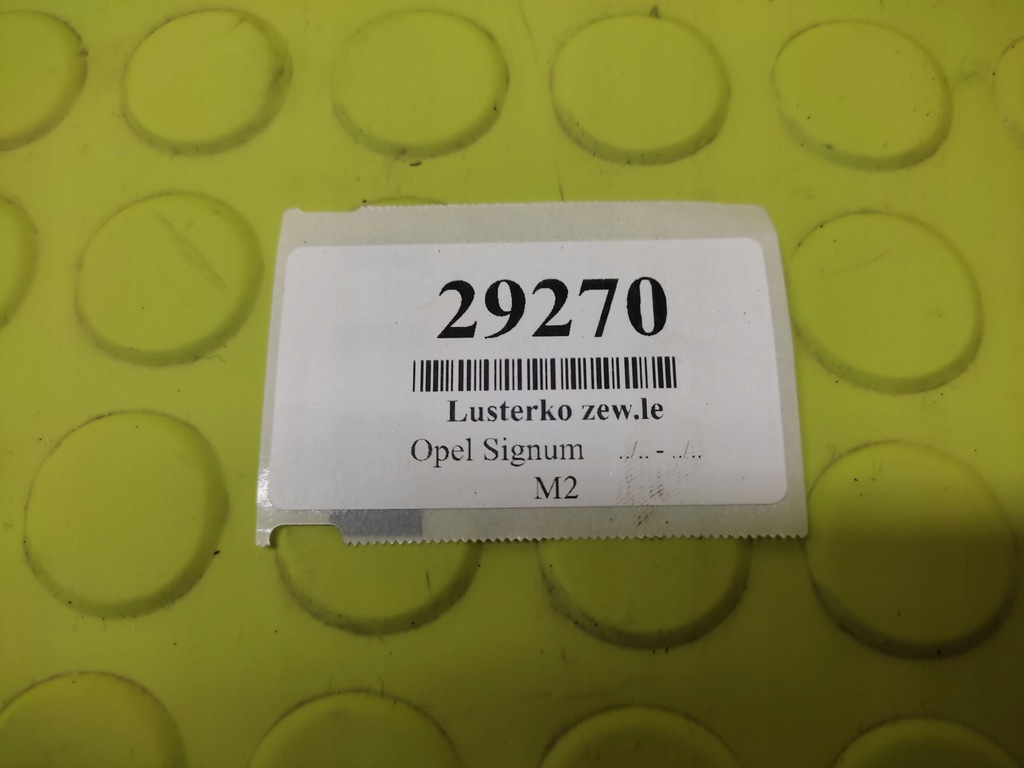 29270
Lusterko zew.le
Opel Signum ../.. - ../..
M2